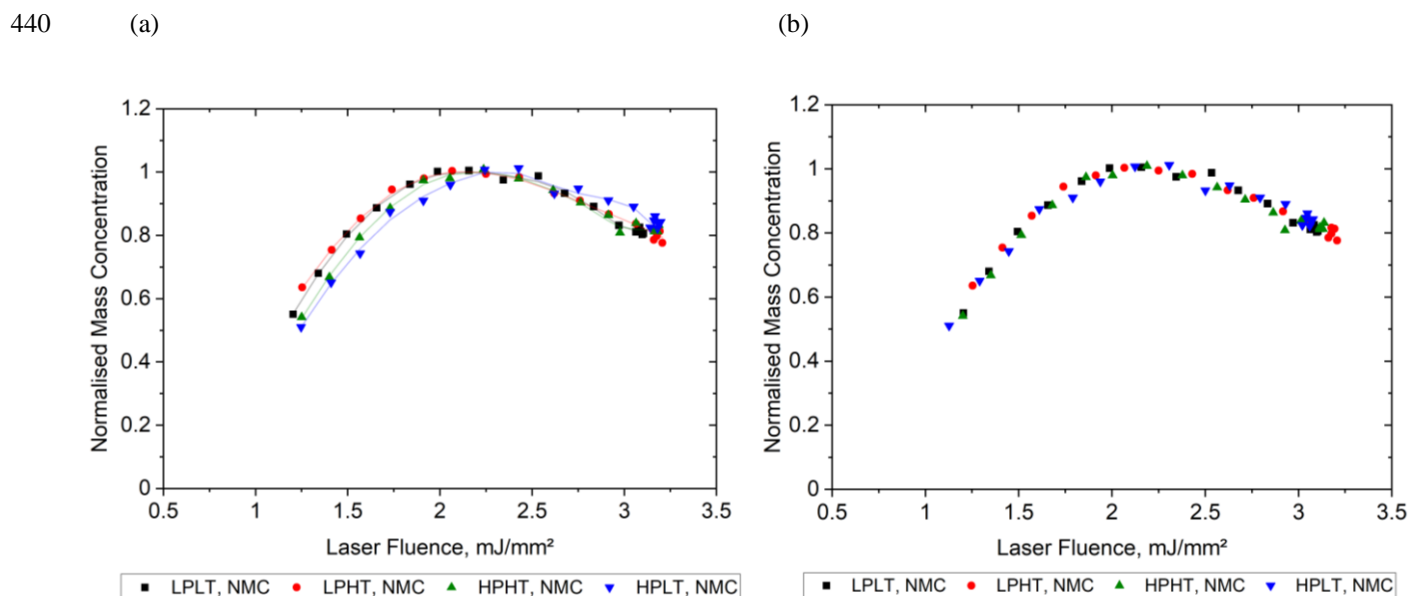 440 (a) (b)
1.2
1
0.8
0.6
0.4
0.2
0
0.5 1 1.5 2 2.5 3 3.5
Normalised Mass Concentration
Laser Fluence, mJ/mm²
LPLT, NMC LPHT, NMC HPHT, NMC HPLT, NMC
1.2
1
0.8
0.6
0.4
0.2
0
0.5 1 1.5 2 2.5 3 3.5
Normalised Mass Concentration
Laser Fluence, mJ/mm²
LPLT, NMC LPHT, NMC HPHT, NMC HPLT, NMC